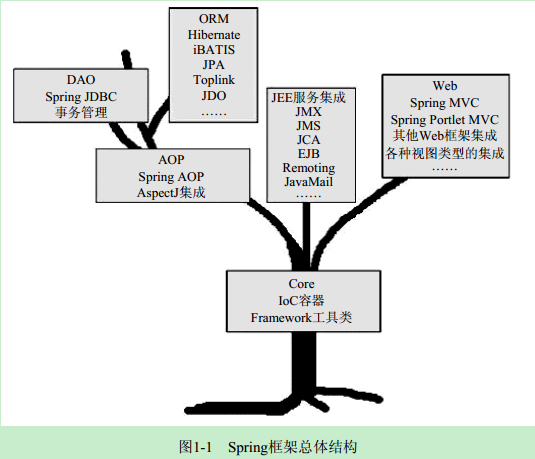 ORM
Hibernate
iBATIS
JPA
Toplink
JDO
……
DAO
Spring JDBC
事务管理
JEE服务集成
JMX
JMS
JCA
EJB
Remoting
JavaMail
……
Web
Spring MVC
Spring Portlet MVC
其他Web框架集成
各种视图类型的集成
……
AOP
Spring AOP
AspectJ集成
Core
IoC容器
Framework工具类
图1-1 Spring框架总体结构